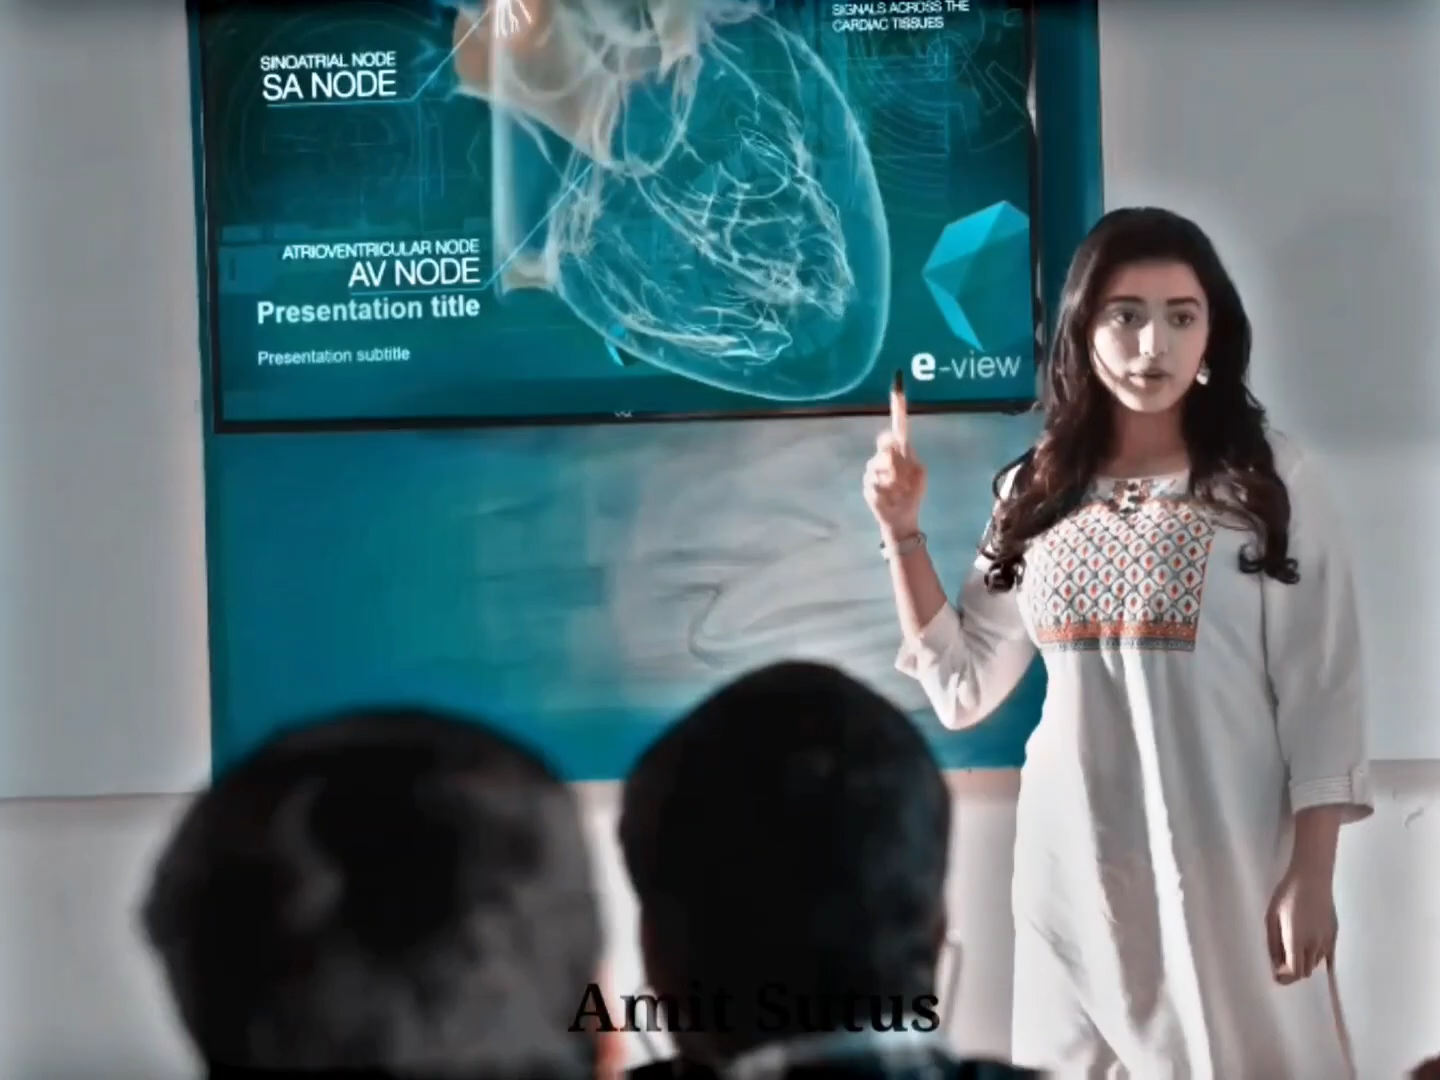 SIGNALS ACROSS THE
CARDIAC TISSUES
SINOATRIAL NODE
SA NODE
ATRIOVENTRICULAR NODE
AV NODE
Presentation title
Presentation subtitle
e-view
Amit Sutus